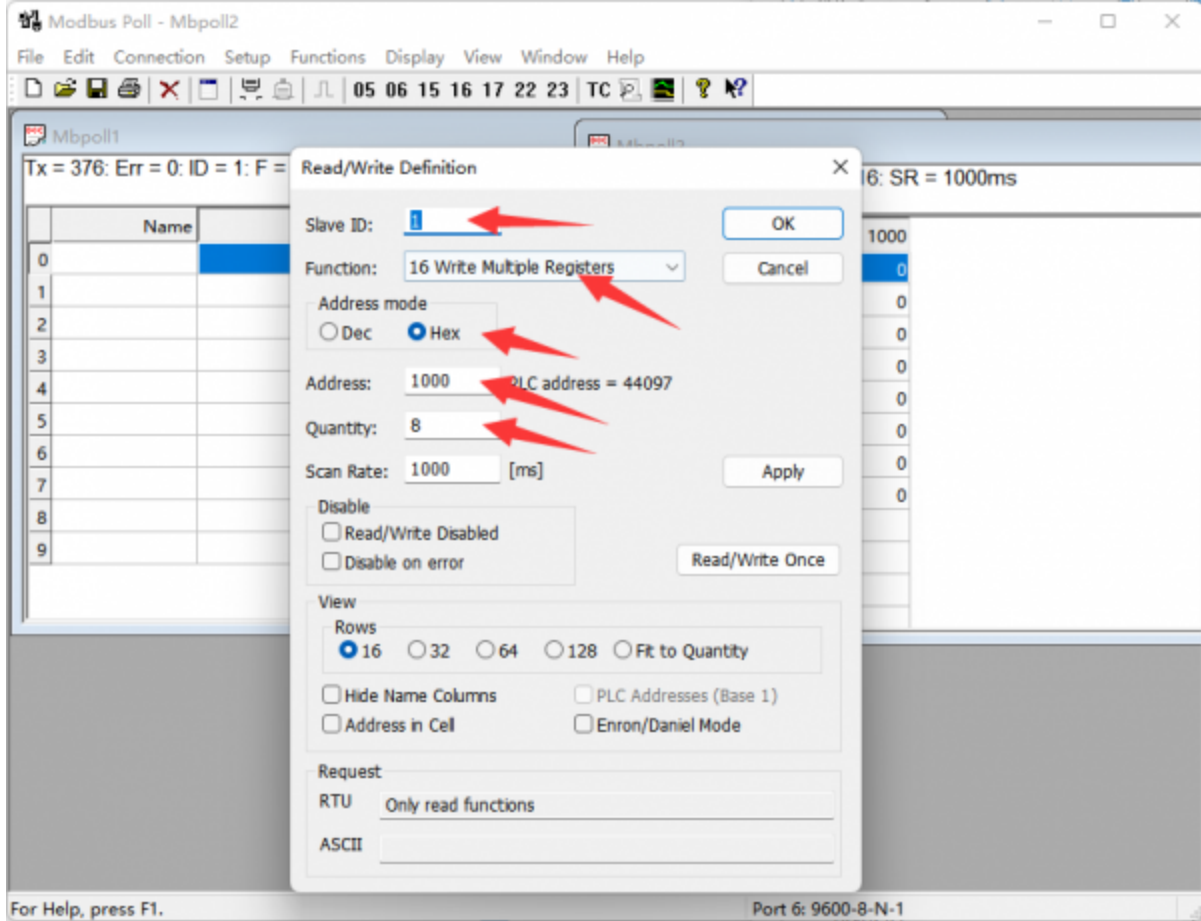 Modbus Poll - Mbpoll2
File Edit Connection Setup Functions Display View Window Help
05 06 15 16 17 22 23 TC
Mbpoll1
Tx = 376: Err = 0: ID = 1: F =
16: SR = 1000ms
Name
1000
0
1
2
3
4
5
6
7
8
9
0
0
0
0
0
0
0
0
Read/Write Definition
Slave ID: 1
OK
Function: 16 Write Multiple Registers
Cancel
Address mode
Dec Hex
Address: 1000 PLC address = 44097
Quantity: 8
Scan Rate: 1000 [ms]
Apply
Disable
Read/Write Disabled
Disable on error
Read/Write Once
View
Rows
16 32 64 128 Fit to Quantity
Hide Name Columns PLC Addresses (Base 1)
Address in Cell Enron/Daniel Mode
Request
RTU Only read functions
ASCII
For Help, press F1.
Port 6: 9600-8-N-1